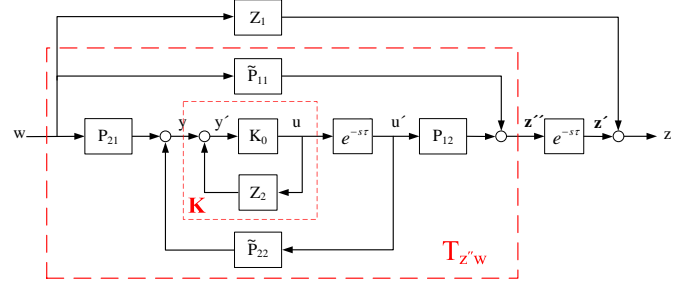 Z₁
P̃₁₁
w P₂₁ y y´ K₀ u e^{-sτ} u´ P₁₂ z´´ e^{-sτ} z´ z
Z₂
K
P̃₂₂
T_{z″w}